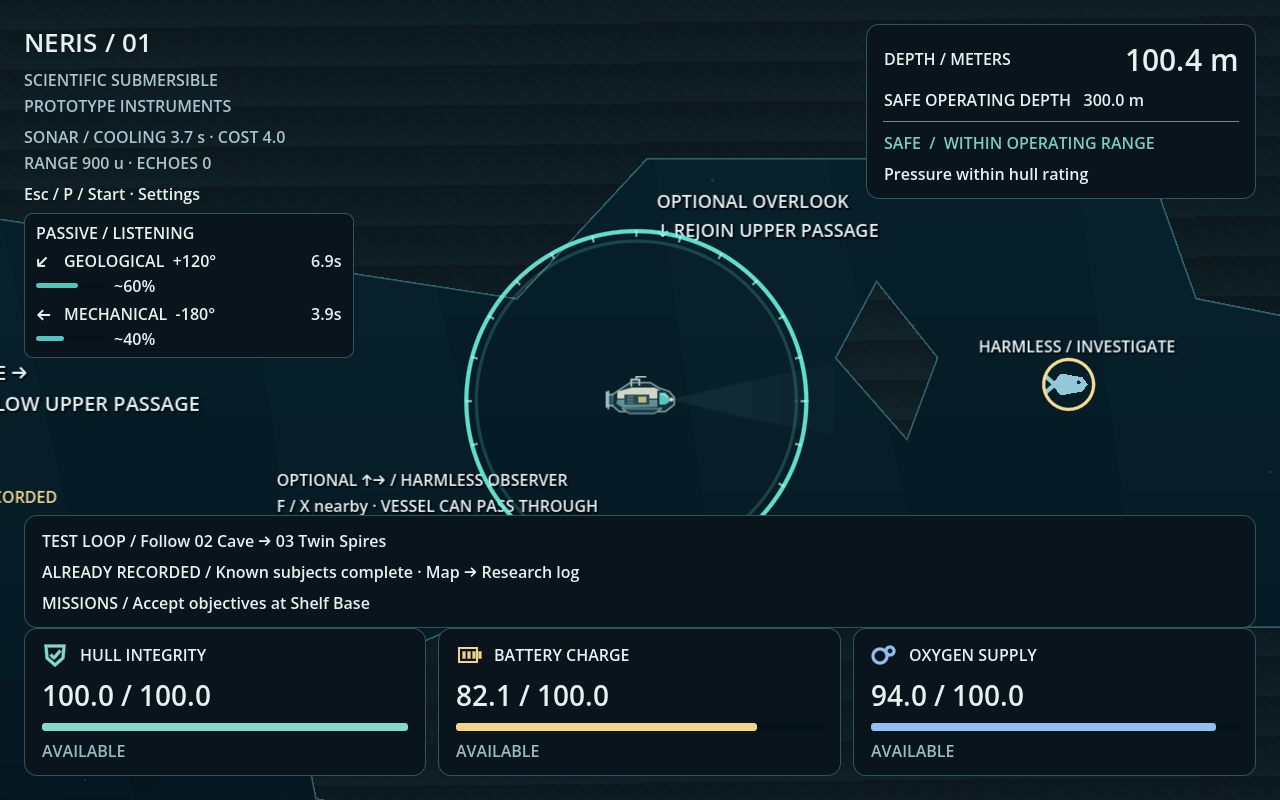 NERIS / 01
SCIENTIFIC SUBMERSIBLE
PROTOTYPE INSTRUMENTS
SONAR / COOLING 3.7 s · COST 4.0
RANGE 900 u · ECHOES 0
Esc / P / Start · Settings
PASSIVE / LISTENING
↙ GEOLOGICAL +120° 6.9s
~60%
← MECHANICAL -180° 3.9s
~40%
DEPTH / METERS 100.4 m
SAFE OPERATING DEPTH 300.0 m
SAFE / WITHIN OPERATING RANGE
Pressure within hull rating
OPTIONAL OVERLOOK
↓ REJOIN UPPER PASSAGE
HARMLESS / INVESTIGATE
E →
LOW UPPER PASSAGE
OPTIONAL ↑→ / HARMLESS OBSERVER
F / X nearby · VESSEL CAN PASS THROUGH
CORDED
TEST LOOP / Follow 02 Cave → 03 Twin Spires
ALREADY RECORDED / Known subjects complete · Map → Research log
MISSIONS / Accept objectives at Shelf Base
HULL INTEGRITY
100.0 / 100.0
AVAILABLE
BATTERY CHARGE
82.1 / 100.0
AVAILABLE
OXYGEN SUPPLY
94.0 / 100.0
AVAILABLE